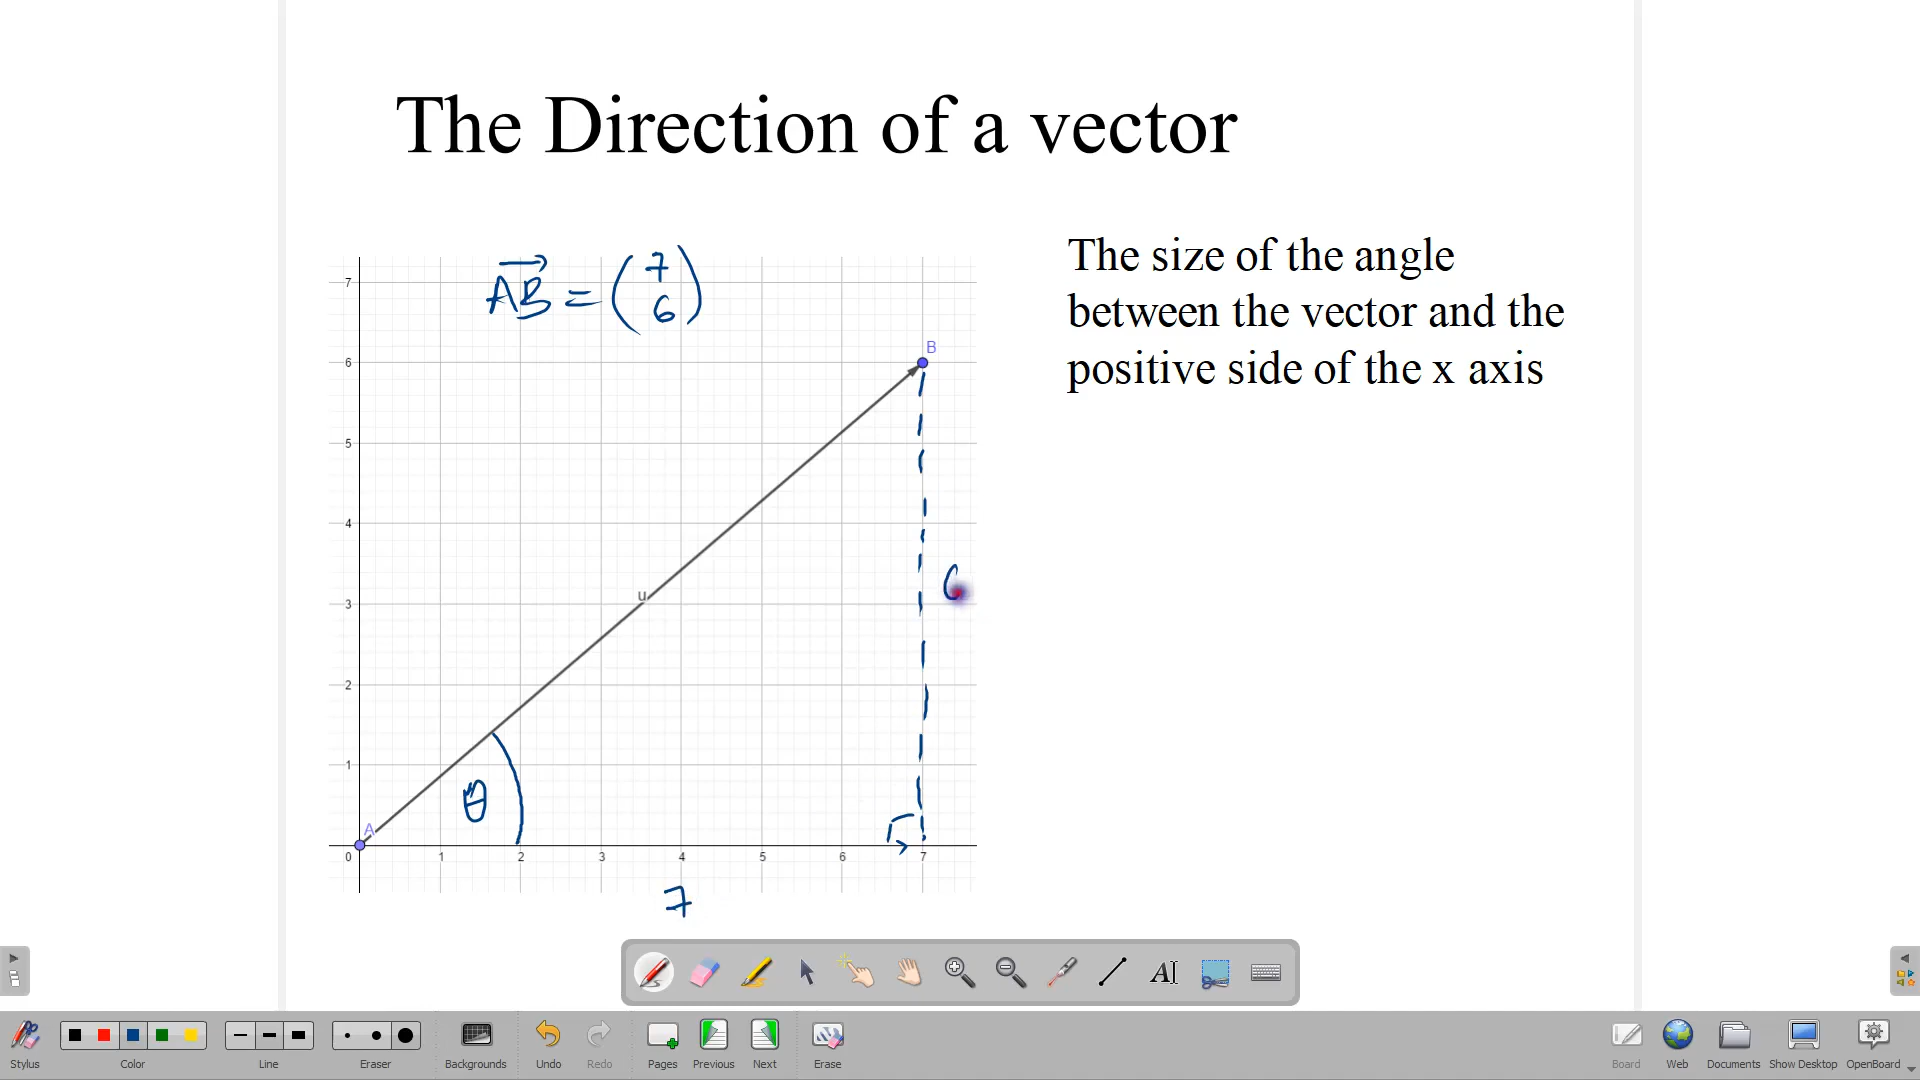 The Direction of a vector
AB = (7
6)
The size of the angle
between the vector and the
positive side of the x axis
7
6
5
4
3
2
1
B
u
θ
A
0 1 2 3 4 5 6 7
7
AI
Stylus Color Line Eraser Backgrounds Undo Redo Pages Previous Next Erase Board Web Documents Show Desktop OpenBoard